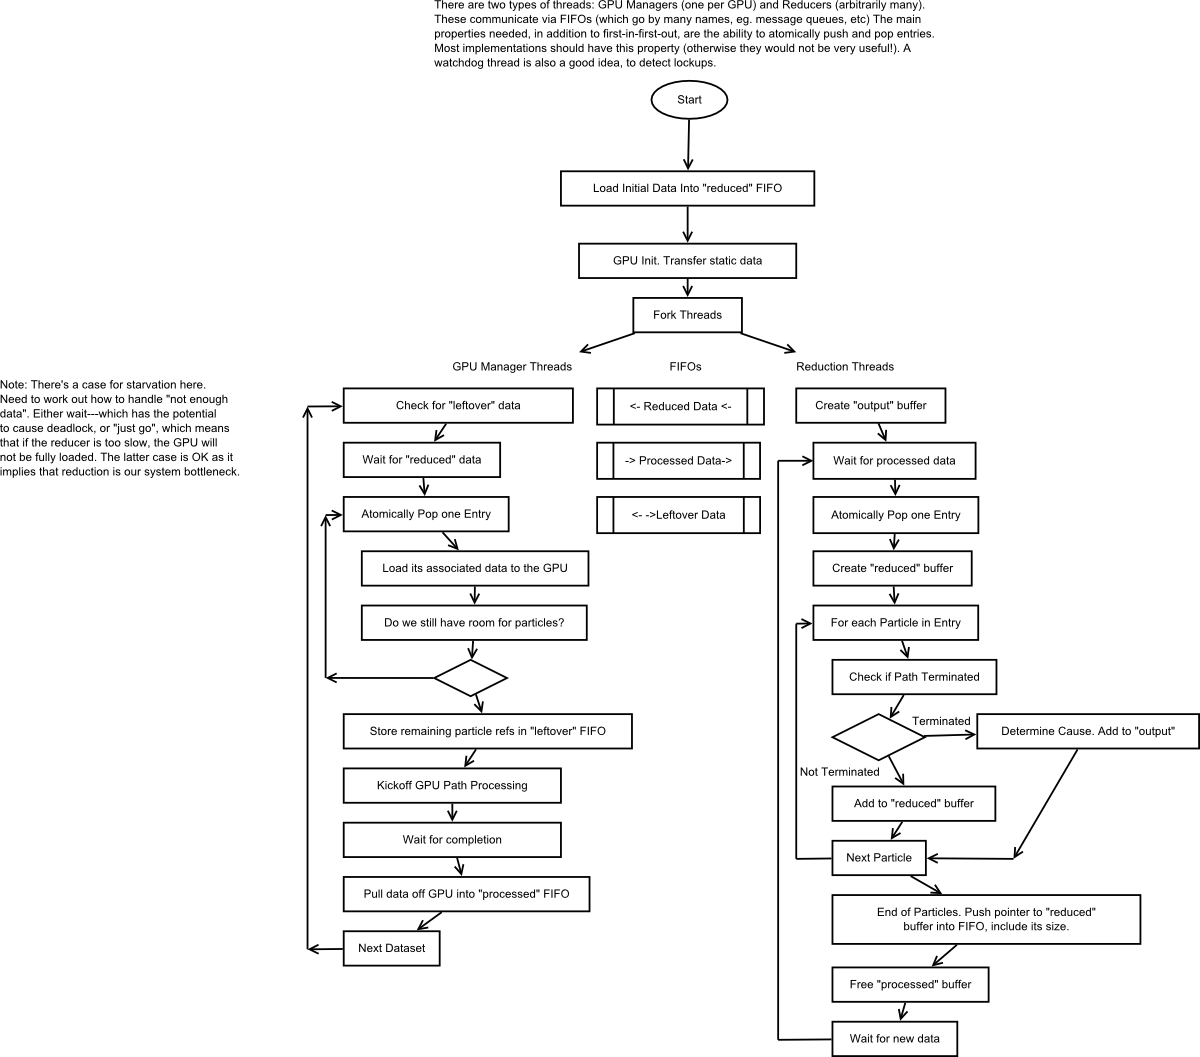 There are two types of threads: GPU Managers (one per GPU) and Reducers (arbitrarily many).
These communicate via FIFOs (which go by many names, eg. message queues, etc) The main
properties needed, in addition to first-in-first-out, are the ability to atomically push and pop entries.
Most implementations should have this property (otherwise they would not be very useful!). A
watchdog thread is also a good idea, to detect lockups.
Start
Load Initial Data Into "reduced" FIFO
GPU Init. Transfer static data
Fork Threads
GPU Manager Threads
FIFOs
Reduction Threads
Note: There's a case for starvation here.
Need to work out how to handle "not enough
data". Either wait---which has the potential
to cause deadlock, or "just go", which means
that if the reducer is too slow, the GPU will
not be fully loaded. The latter case is OK as it
implies that reduction is our system bottleneck.
Check for "leftover" data
Wait for "reduced" data
Atomically Pop one Entry
Load its associated data to the GPU
Do we still have room for particles?
Store remaining particle refs in "leftover" FIFO
Kickoff GPU Path Processing
Wait for completion
Pull data off GPU into "processed" FIFO
Next Dataset
<- Reduced Data <-
-> Processed Data->
<- ->Leftover Data
Create "output" buffer
Wait for processed data
Atomically Pop one Entry
Create "reduced" buffer
For each Particle in Entry
Check if Path Terminated
Terminated
Determine Cause. Add to "output"
Not Terminated
Add to "reduced" buffer
Next Particle
End of Particles. Push pointer to "reduced"
buffer into FIFO, include its size.
Free "processed" buffer
Wait for new data